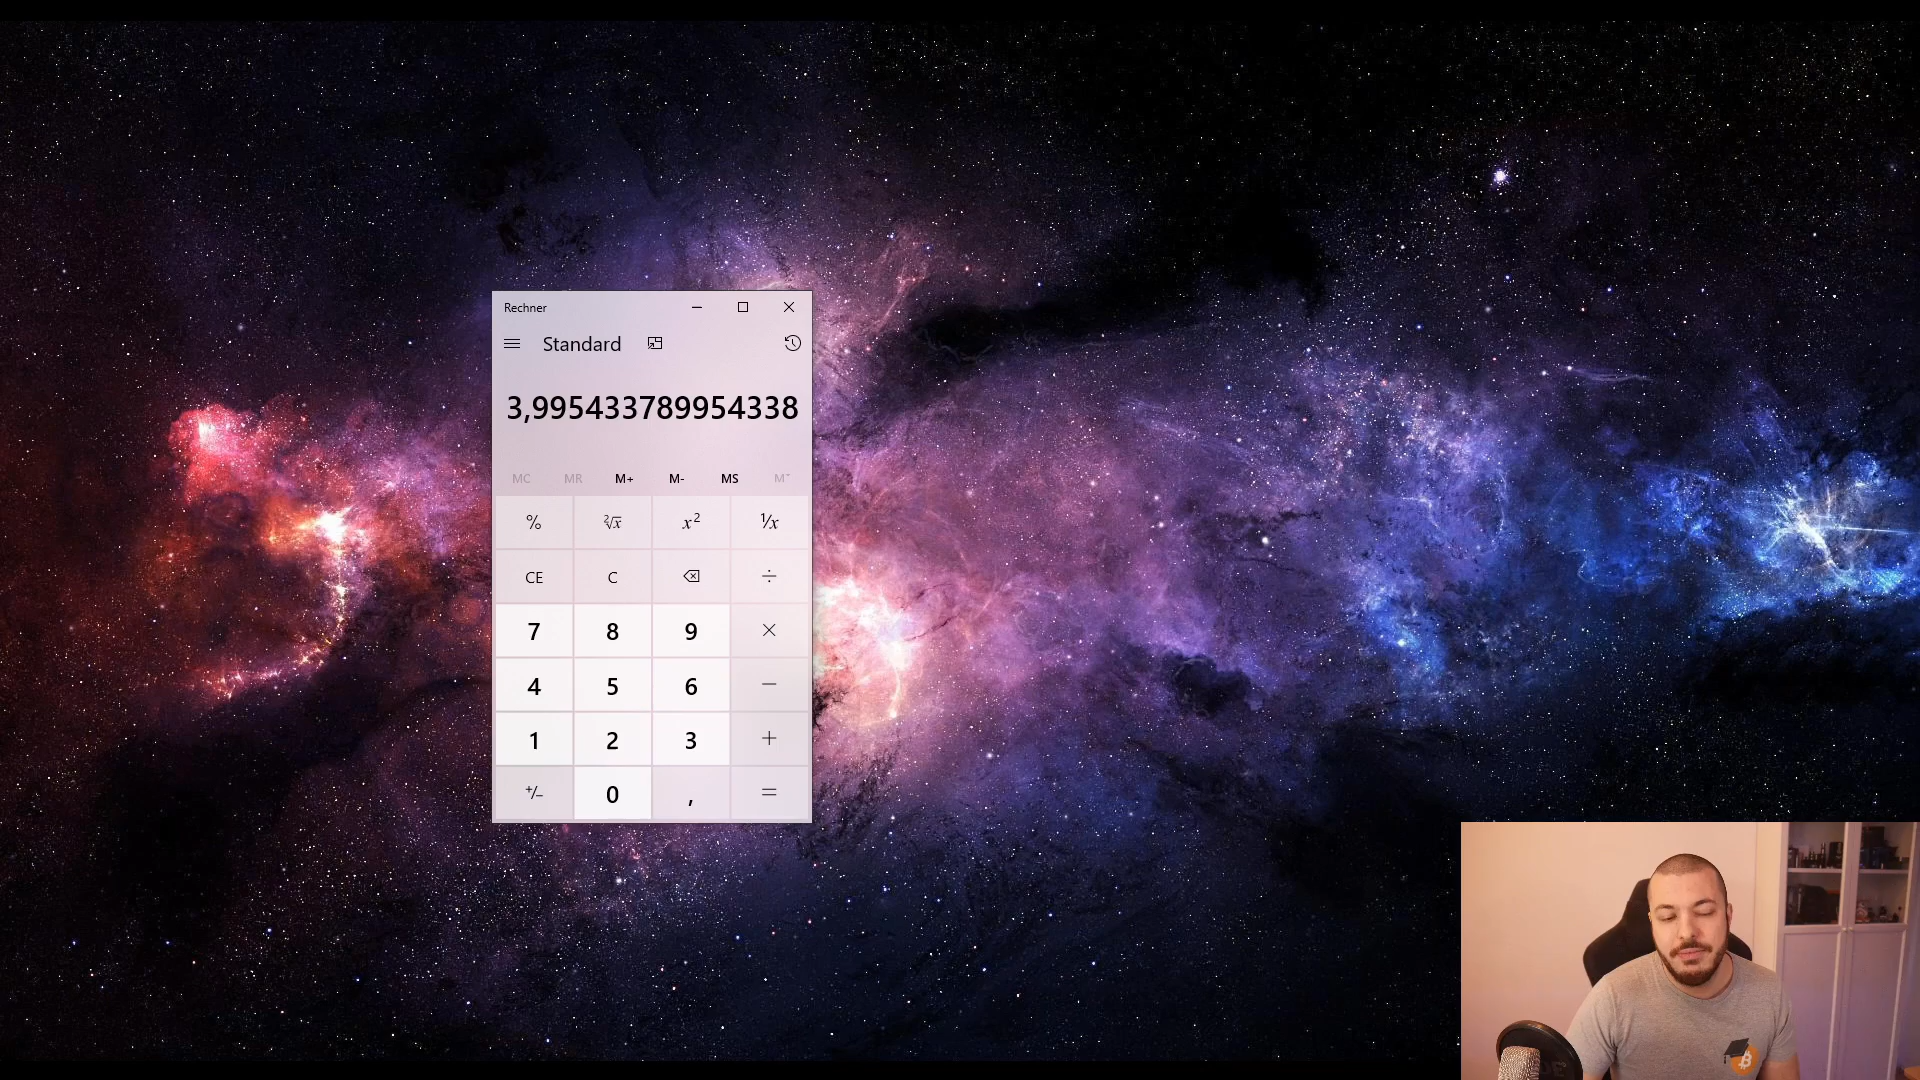 Rechner
Standard
3,995433789954338
MC MR M+ M- MS M˅
% ²√x x² ¹/x
CE C ÷
7 8 9 ×
4 5 6 −
1 2 3 +
⁺/₋ 0 , =